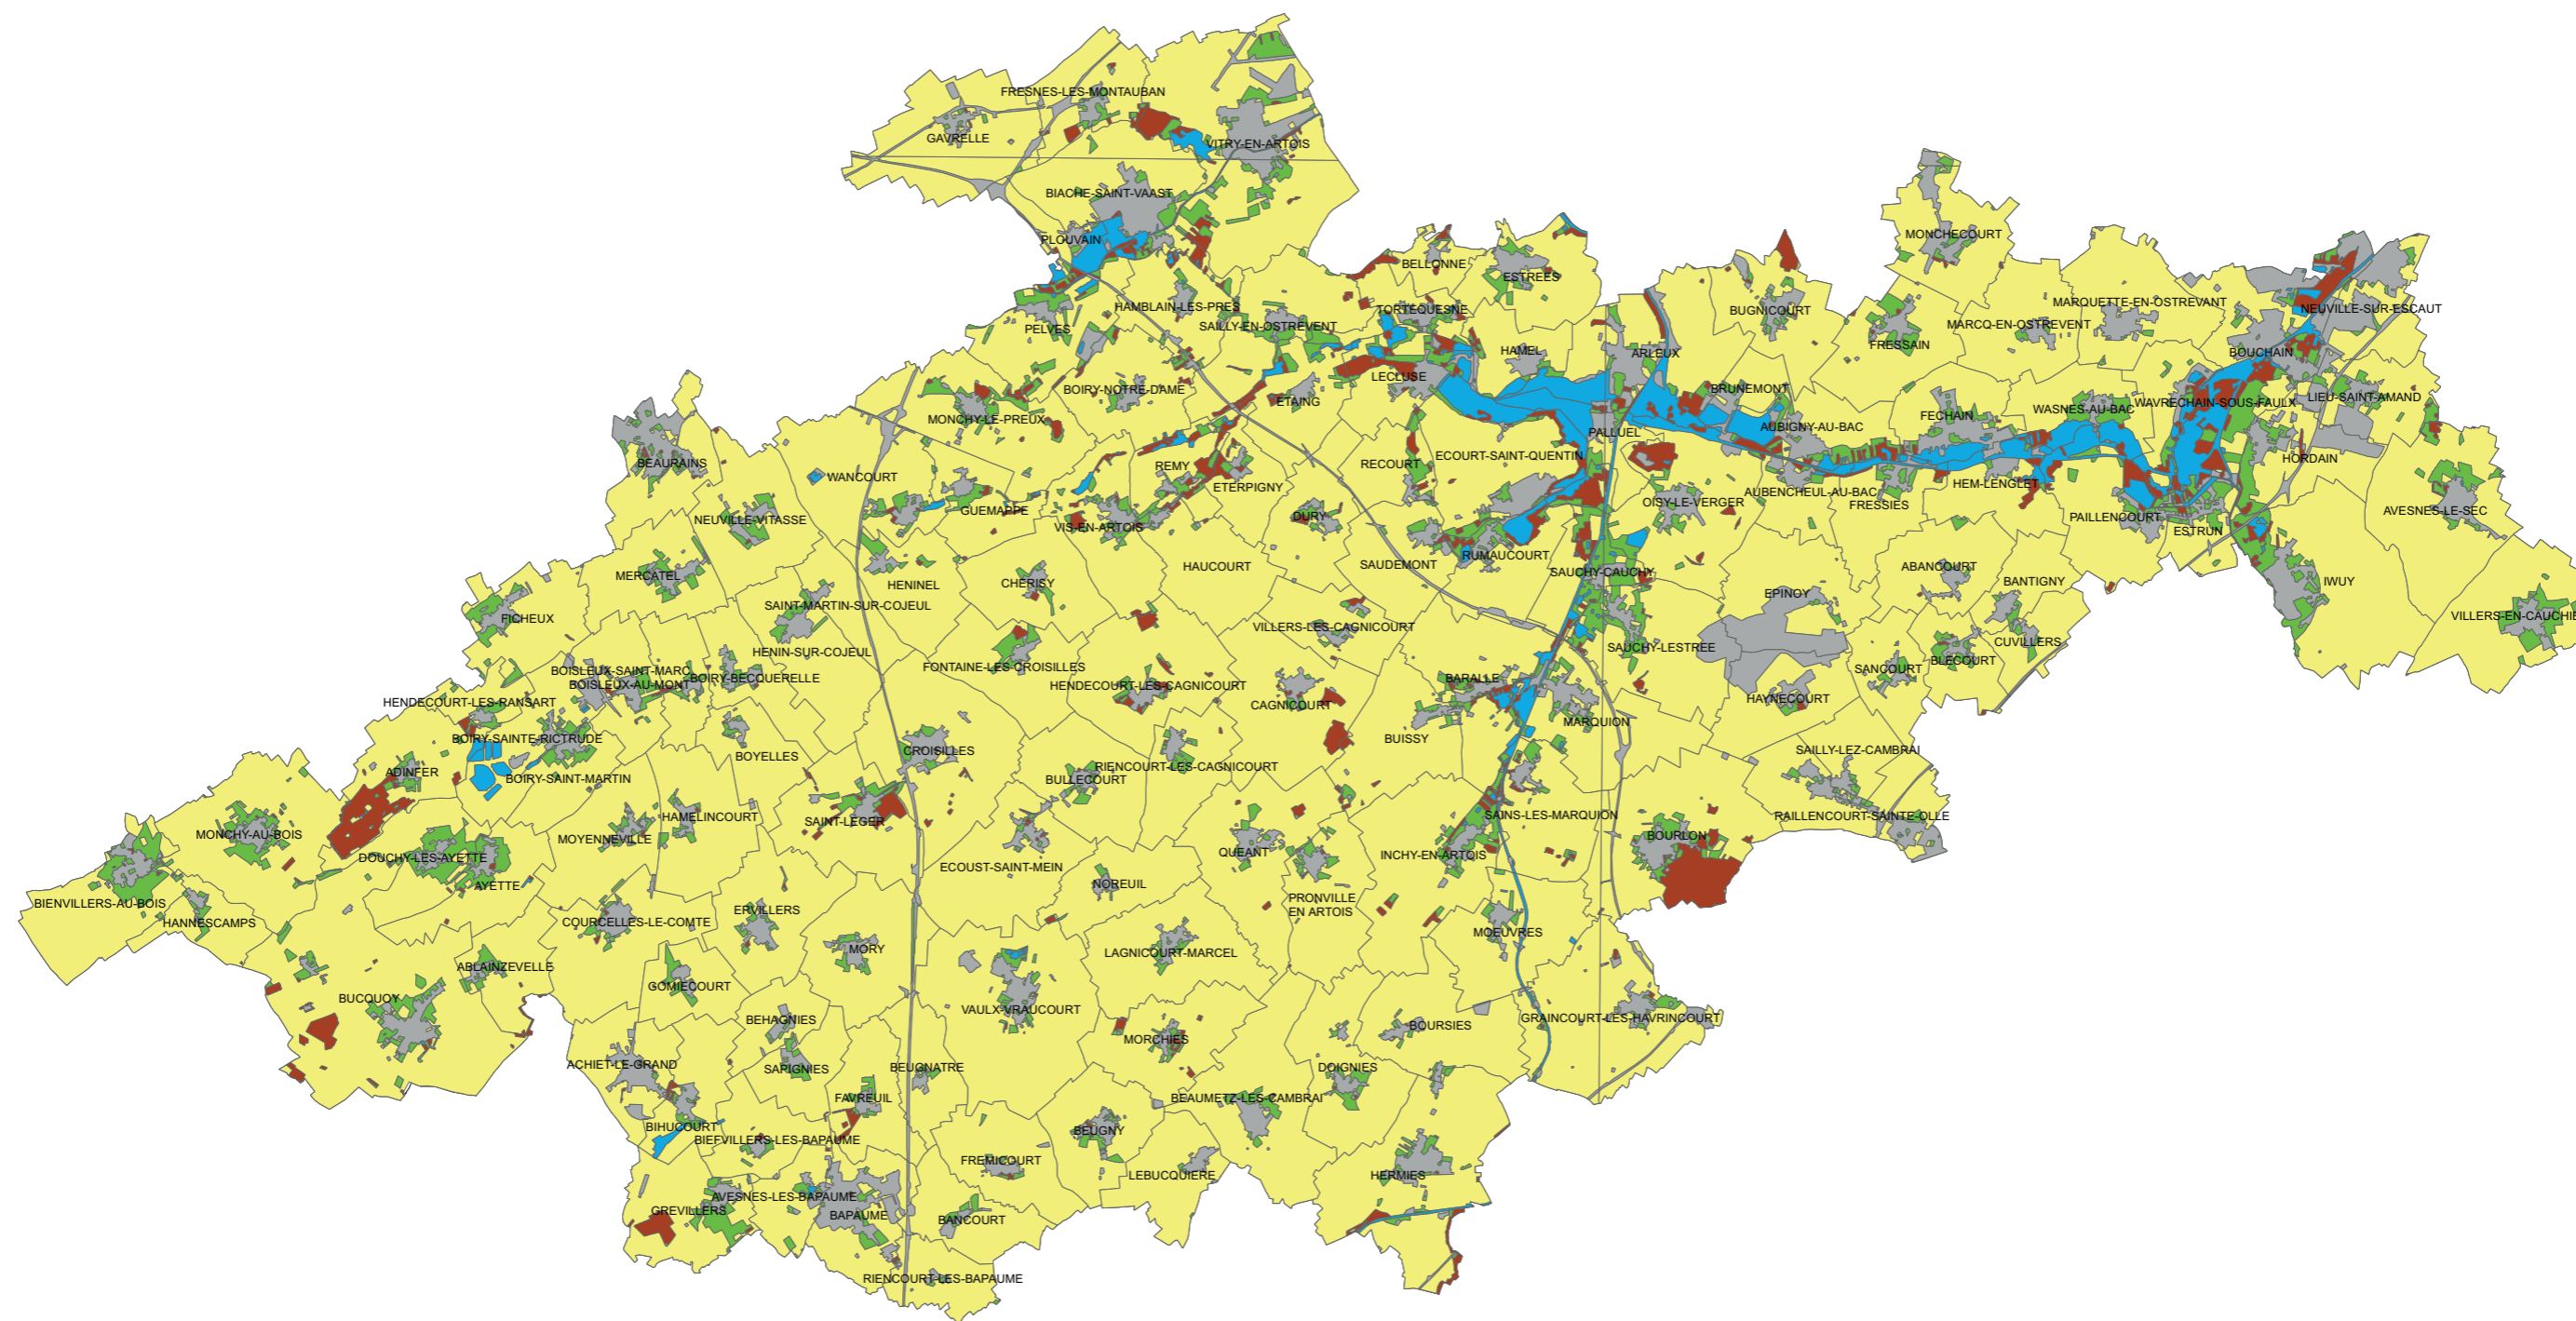 FRESNES-LES-MONTAUBAN
GAVRELLE
VITRY-EN-ARTOIS
BIACHE-SAINT-VAAST
PLOUVAIN
MONCHECOURT
BELLONNE
ESTREES
HAMBLAIN-LES-PRES
PELVES
SAILLY-EN-OSTREVENT
TORTEQUESNE
BUGNICOURT
MARQUETTE-EN-OSTREVANT
MARCQ-EN-OSTREVENT
NEUVILLE-SUR-ESCAUT
FRESSAIN
HAMEL
ARLEUX
BOUCHAIN
LECLUSE
BOIRY-NOTRE-DAME
BRUNEMONT
ETAING
LIEU-SAINT-AMAND
WAVRECHAIN-SOUS-FAULX
WASNES-AU-BAC
FECHAIN
MONCHY-LE-PREUX
AUBIGNY-AU-BAC
PALLUEL
ECOURT-SAINT-QUENTIN
HORDAIN
BEAURAINS
REMY
RECOURT
WANCOURT
ETERPIGNY
HEM-LENGLET
AUBENCHEUL-AU-BAC
OISY-LE-VERGER
FRESSIES
GUEMAPPE
AVESNES-LE-SEC
NEUVILLE-VITASSE
VIS-EN-ARTOIS
DURY
PAILLENCOURT
ESTRUN
RUMAUCOURT
SAUDEMONT
HAUCOURT
SAUCHY-CAUCHY
ABANCOURT
MERCATEL
HENINEL
CHERISY
BANTIGNY
IWUY
EPINOY
SAINT-MARTIN-SUR-COJEUL
FICHEUX
VILLERS-EN-CAUCHIE
VILLERS-LES-CAGNICOURT
CUVILLERS
SAUCHY-LESTREE
HENIN-SUR-COJEUL
BLECOURT
FONTAINE-LES-CROISILLES
SANCOURT
BOISLEUX-SAINT-MARC
BOIRY-BECQUERELLE
BOISLEUX-AU-MONT
BARALLE
HENDECOURT-LES-CAGNICOURT
HAYNECOURT
HENDECOURT-LES-RANSART
CAGNICOURT
MARQUION
BOIRY-SAINTE-RICTRUDE
BUISSY
CROISILLES
SAILLY-LEZ-CAMBRAI
BOYELLES
RIENCOURT-LES-CAGNICOURT
ADINFER
BOIRY-SAINT-MARTIN
BULLECOURT
SAINS-LES-MARQUION
RAILLENCOURT-SAINTE-OLLE
HAMELINCOURT
SAINT-LEGER
MONCHY-AU-BOIS
BOURLON
MOYENNEVILLE
QUEANT
INCHY-EN-ARTOIS
DOUCHY-LES-AYETTE
ECOUST-SAINT-MEIN
NOREUIL
AYETTE
PRONVILLE
EN ARTOIS
BIENVILLERS-AU-BOIS
ERVILLERS
HANNESCAMPS
COURCELLES-LE-COMTE
MOEUVRES
MORY
LAGNICOURT-MARCEL
ABLAINZEVELLE
GOMIECOURT
BUCQUOY
VAULX-VRAUCOURT
BEHAGNIES
GRAINCOURT-LES-HAVRINCOURT
BOURSIES
MORCHIES
ACHIET-LE-GRAND
SAPIGNIES
BEUGNATRE
DOIGNIES
FAVREUIL
BEAUMETZ-LES-CAMBRAI
BIHUCOURT
BEUGNY
BIEFVILLERS-LES-BAPAUME
FREMICOURT
LEBUCQUIERE
HERMIES
AVESNES-LES-BAPAUME
GREVILLERS
BAPAUME
BANCOURT
RIENCOURT-LES-BAPAUME